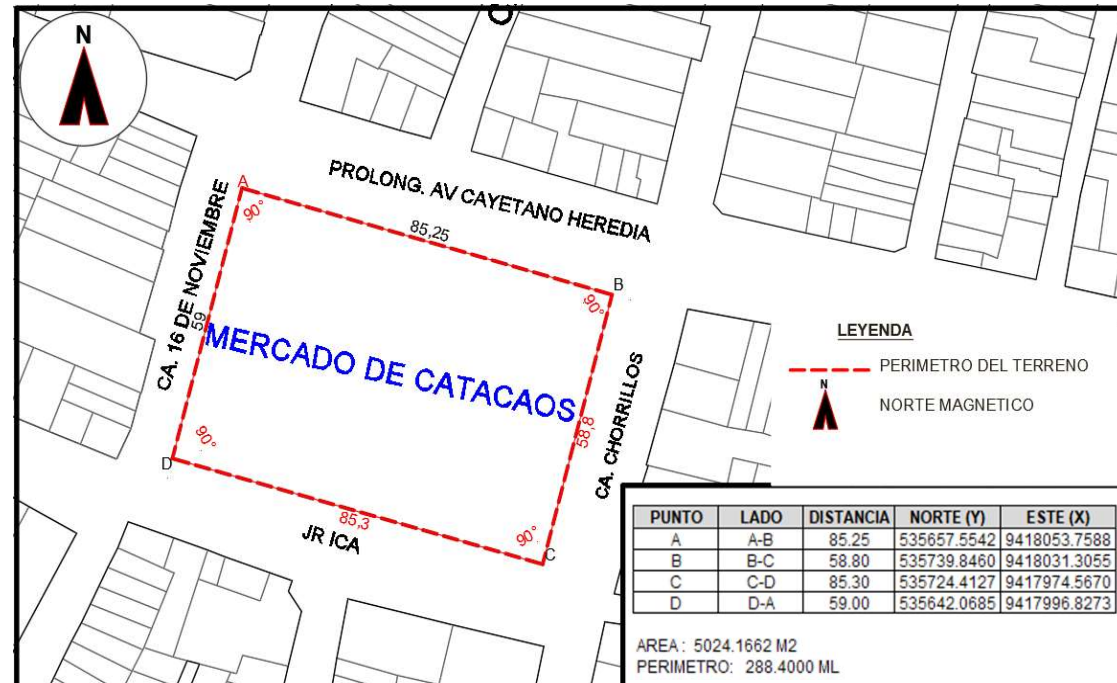 N
A
PROLONG. AV CAYETANO HEREDIA
90°
85,25
B
90°
CA. 16 DE NOVIEMBRE
59
MERCADO DE CATACAOS
58,8
CA. CHORRILLOS
90°
D
85,3
JR ICA
90°
C
LEYENDA
PERIMETRO DEL TERRENO
N
NORTE MAGNETICO
PUNTO LADO DISTANCIA NORTE (Y) ESTE (X)
A A-B 85.25 535657.5542 9418053.7588
B B-C 58.80 535739.8460 9418031.3055
C C-D 85.30 535724.4127 9417974.5670
D D-A 59.00 535642.0685 9417996.8273
AREA : 5024.1662 M2
PERIMETRO: 288.4000 ML